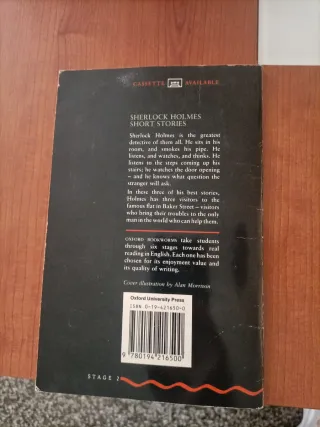 CASSETTE AVAILABLE
SHERLOCK HOLMES
SHORT STORIES
Sherlock Holmes is the greatest
detective of them all. He sits in his
room, and smokes his pipe. He
listens, and watches, and thinks. He
listens to the steps coming up his
stairs; he watches the door opening
– and he knows what question the
stranger will ask.
In these three of his best stories,
Holmes has three visitors to the
famous flat in Baker Street – visitors
who bring their troubles to the only
man in the world who can help them.
OXFORD BOOKWORMS take students
through six stages towards real
reading in English. Each one has been
chosen for its enjoyment value and
its quality of writing.
Cover illustration by Alan Morrison
Oxford University Press
ISBN 0-19-421650-0
9 780194 216500
STAGE 2